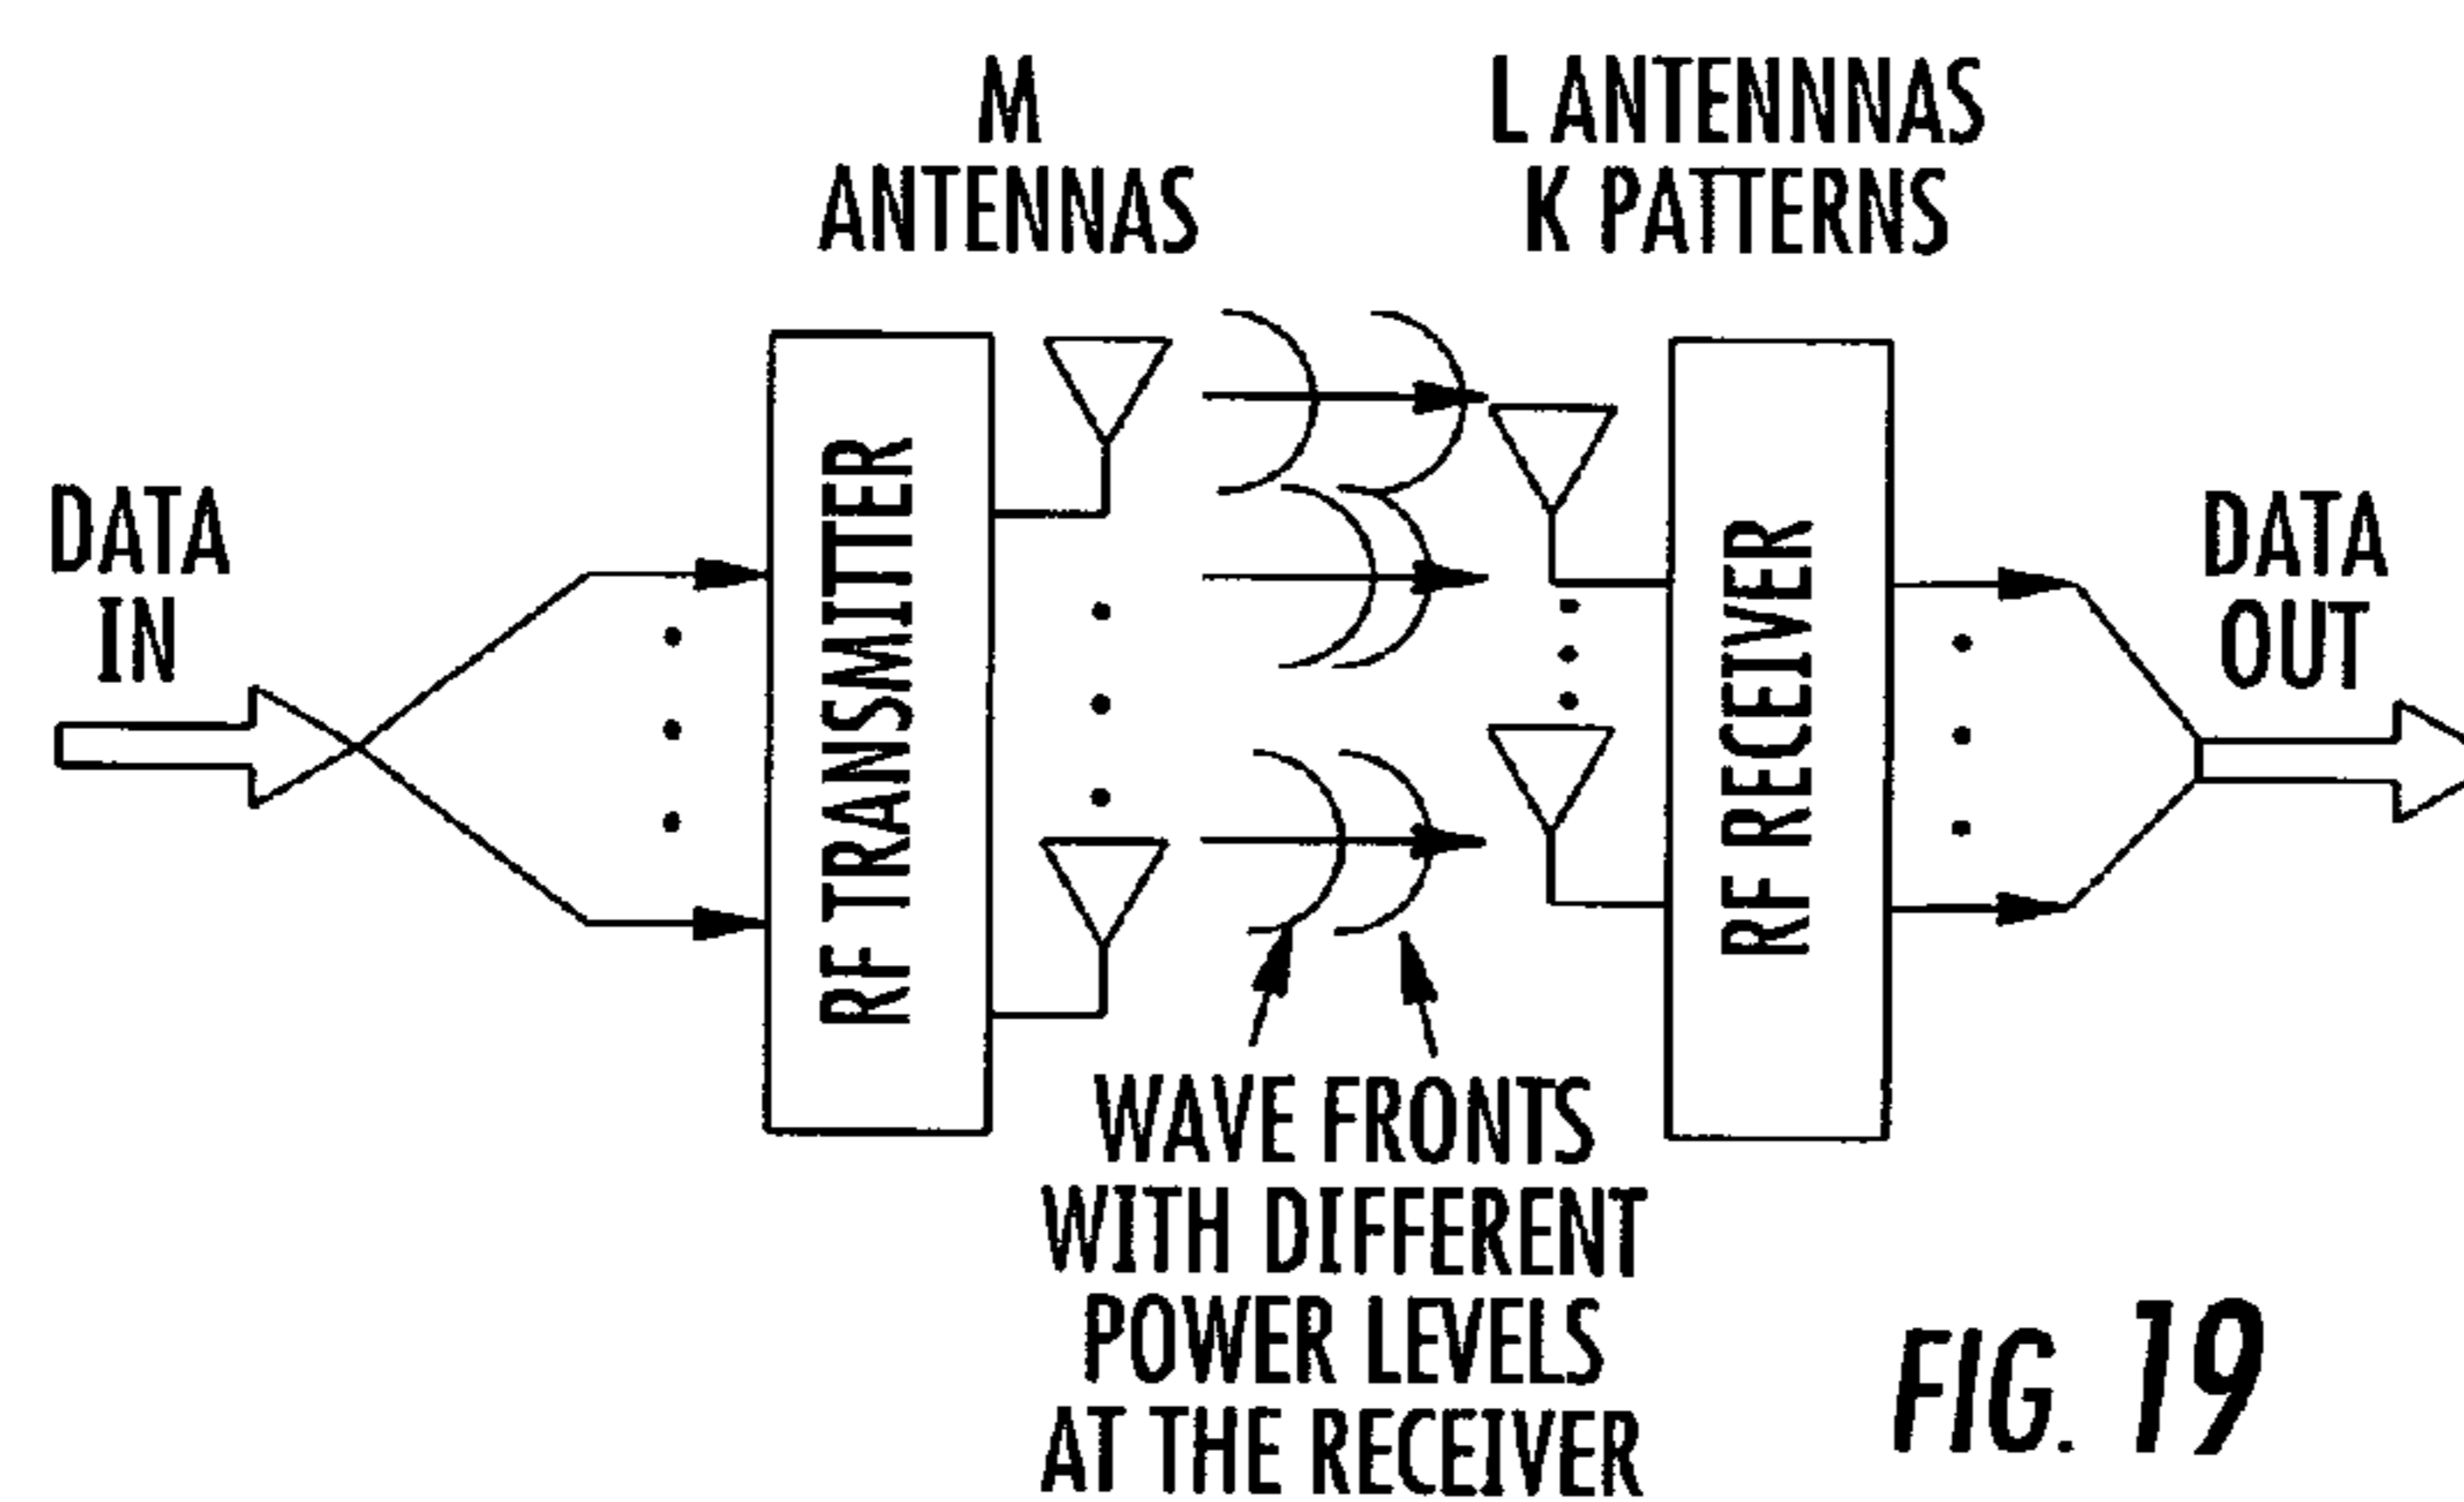 M
ANTENNAS
L ANTENNNAS
K PATTERNS
DATA
IN
RF TRANSMITTER
RF RECEIVER
DATA
OUT
WAVE FRONTS
WITH DIFFERENT
POWER LEVELS
AT THE RECEIVER
FIG. 19